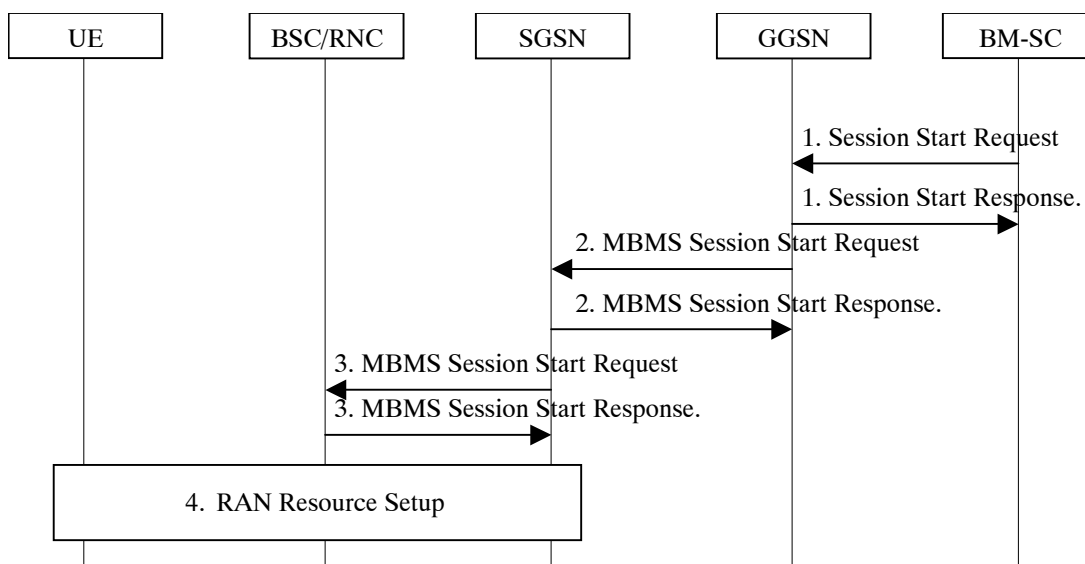 UE
BSC/RNC
SGSN
GGSN
BM-SC
1. Session Start Request
1. Session Start Response.
2. MBMS Session Start Request
2. MBMS Session Start Response.
3. MBMS Session Start Request
3. MBMS Session Start Response.
4. RAN Resource Setup